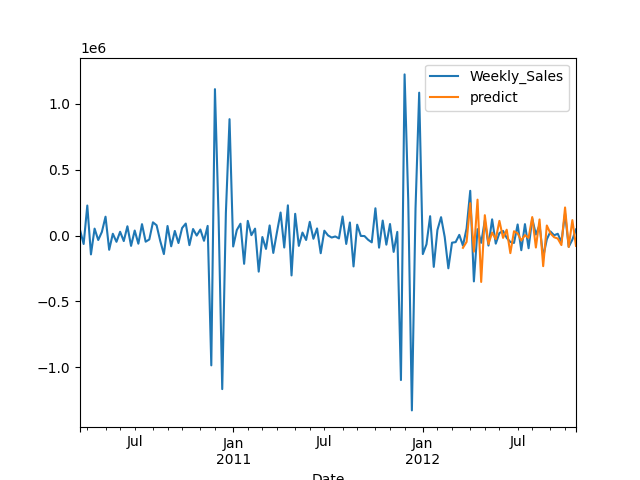 1e6
Weekly_Sales
predict
1.0
0.5
0.0
−0.5
−1.0
Jul
Jan
2011
Jul
Jan
2012
Jul
Date